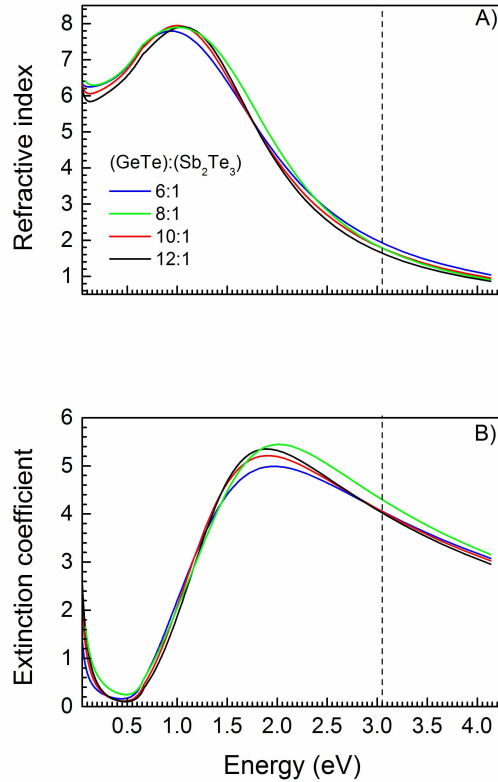 A)
8
7
6
5
4
3
2
1
Refractive index
(GeTe):(Sb₂Te₃)
6:1
8:1
10:1
12:1
B)
6
5
4
3
2
1
0
Extinction coefficient
0.5 1.0 1.5 2.0 2.5 3.0 3.5 4.0
Energy (eV)